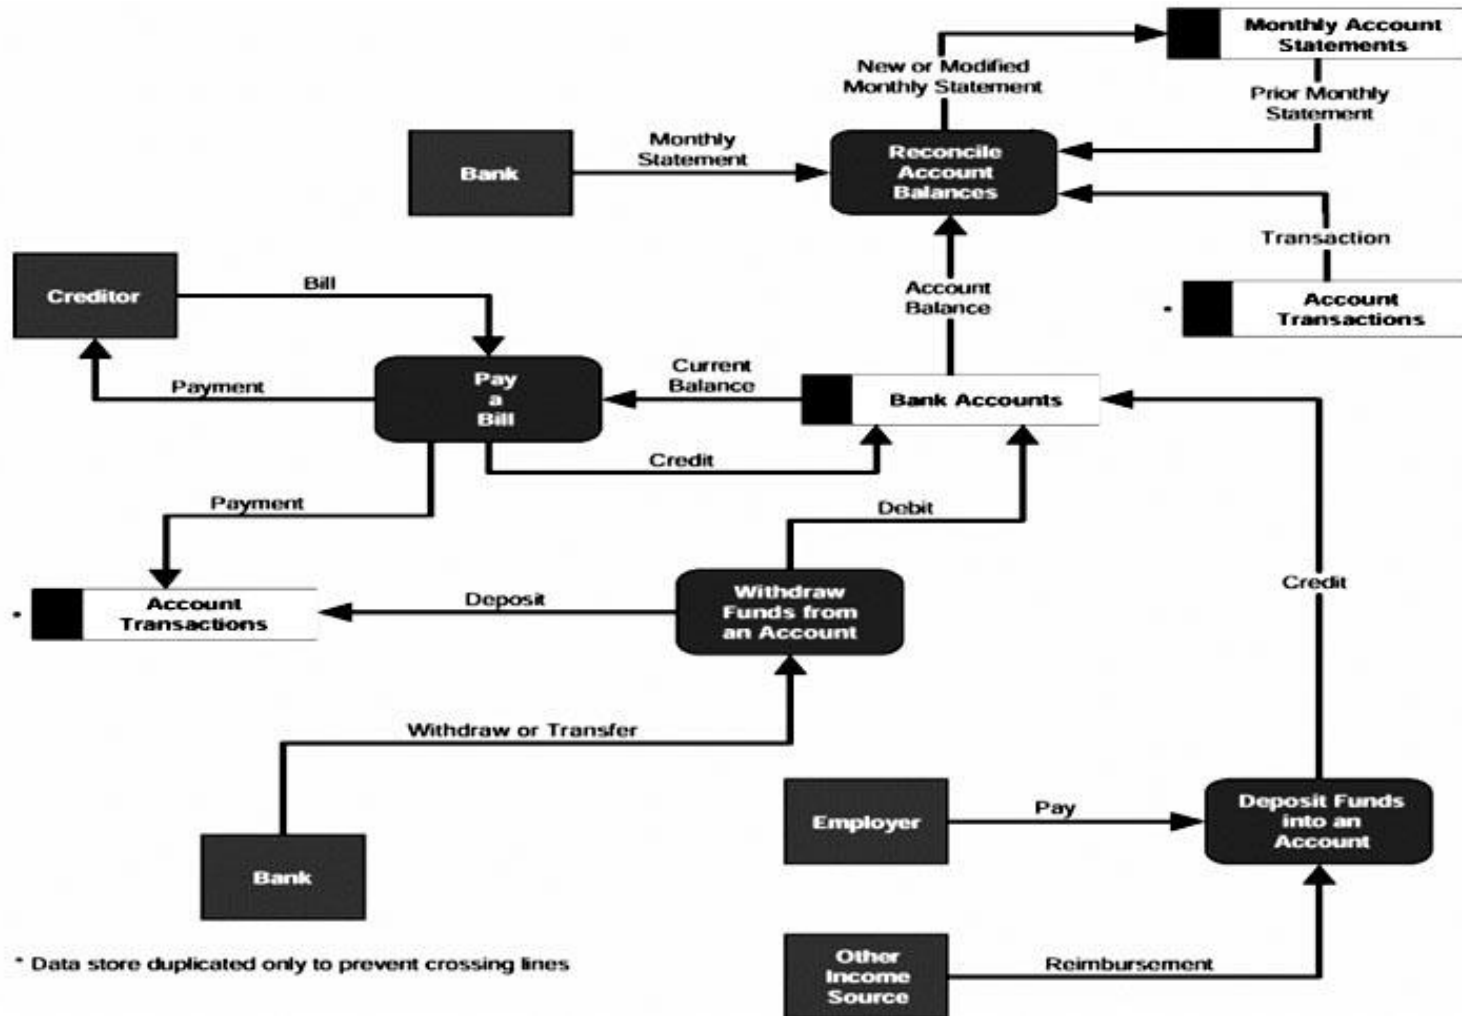 Monthly Account
Statements
New or Modified
Monthly Statement
Prior Monthly
Statement
Bank
Monthly
Statement
Reconcile
Account
Balances
Transaction
Creditor
Bill
Account
Balance
* Account
Transactions
Payment
Pay
a
Bill
Current
Balance
Bank Accounts
Credit
Payment
Debit
Credit
* Account
Transactions
Deposit
Withdraw
Funds from
an Account
Withdraw or Transfer
Employer
Pay
Deposit Funds
into an
Account
Bank
Other
Income
Source
Reimbursement
* Data store duplicated only to prevent crossing lines